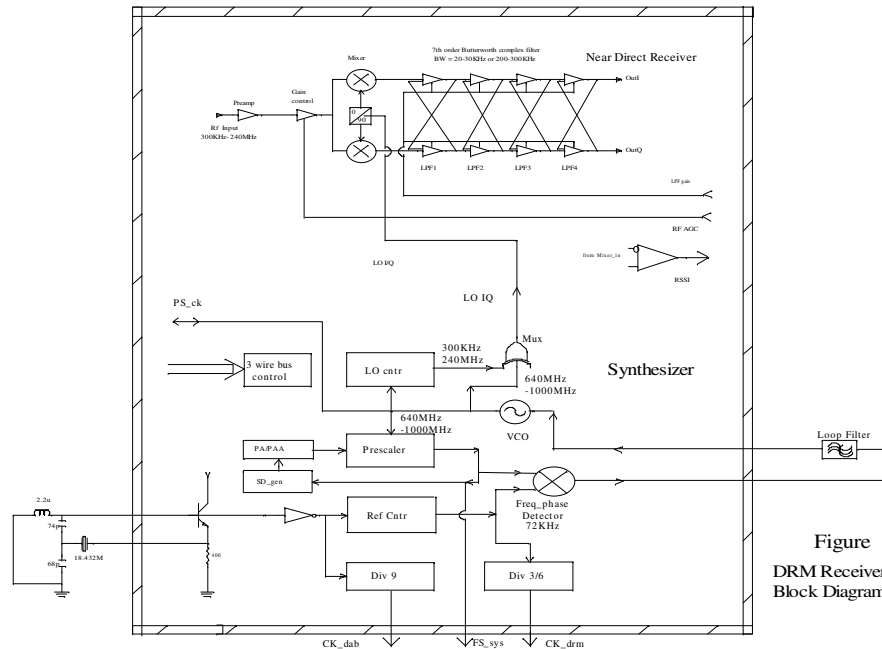 7th order Butterworth complex filter
BW = 20-30KHz or 200-300KHz
Near Direct Receiver
Mixer
OutI
Preamp
Gain
control
0
90
Rf Input
300KHz-240MHz
OutQ
LPF1
LPF2
LPF3
LPF4
LPFgain
RF AGC
from Mixer_in
RSSI
LO I/Q
LO IQ
PS_ck
Mux
300KHz
240MHz
3 wire bus
control
LO cntr
Synthesizer
640MHz
-1000MHz
640MHz
-1000MHz
VCO
Loop Filter
PA/PAA
Prescaler
SD_gen
Freq_phase
Detector
72KHz
2.2u
74p
Ref Cntr
18.432M
400
68p
Div 9
Div 3/6
Figure
DRM Receiver
Block Diagram
CK_dab
FS_sys
CK_drm